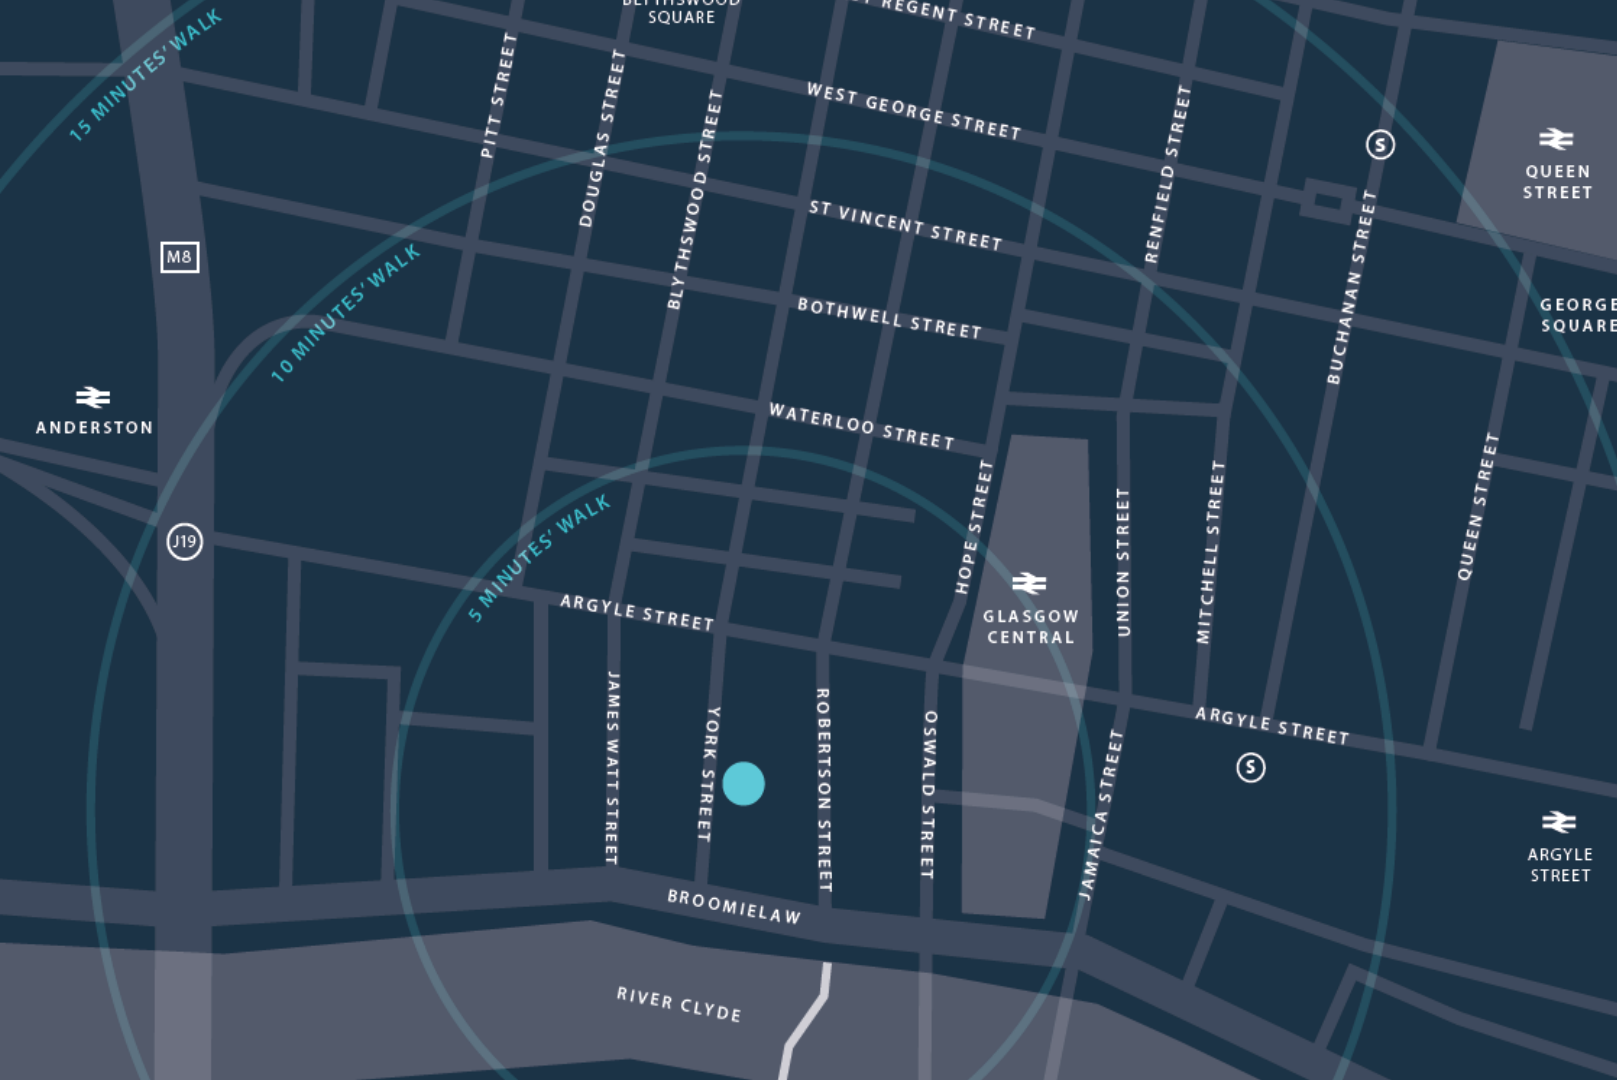 BLYTHSWOOD
SQUARE
REGENT STREET
15 MINUTES' WALK
PITT STREET
DOUGLAS STREET
BLYTHSWOOD STREET
WEST GEORGE STREET
RENFIELD STREET
S
QUEEN
STREET
ST VINCENT STREET
BUCHANAN STREET
M8
10 MINUTES' WALK
BOTHWELL STREET
GEORGE
SQUARE
ANDERSTON
WATERLOO STREET
HOPE STREET
QUEEN STREET
UNION STREET
MITCHELL STREET
5 MINUTES' WALK
J19
ARGYLE STREET
GLASGOW
CENTRAL
JAMES WATT STREET
YORK STREET
ROBERTSON STREET
OSWALD STREET
JAMAICA STREET
ARGYLE STREET
S
ARGYLE
STREET
BROOMIELAW
RIVER CLYDE